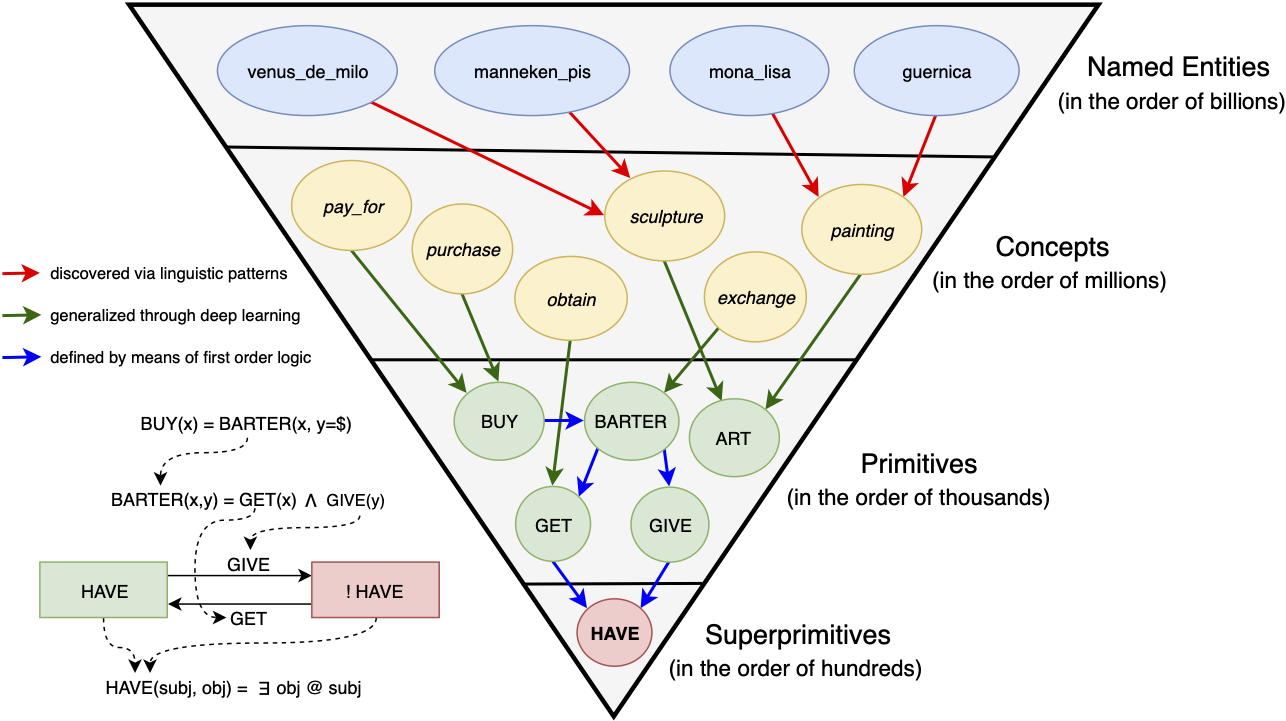 venus_de_milo
manneken_pis
mona_lisa
guernica
Named Entities
(in the order of billions)
pay_for
purchase
obtain
sculpture
exchange
painting
Concepts
(in the order of millions)
discovered via linguistic patterns
generalized through deep learning
defined by means of first order logic
BUY
BARTER
ART
GET
GIVE
Primitives
(in the order of thousands)
HAVE
Superprimitives
(in the order of hundreds)
BUY(x) = BARTER(x, y=$)
BARTER(x,y) = GET(x) ∧ GIVE(y)
GIVE
HAVE
! HAVE
GET
HAVE(subj, obj) = ∃ obj @ subj